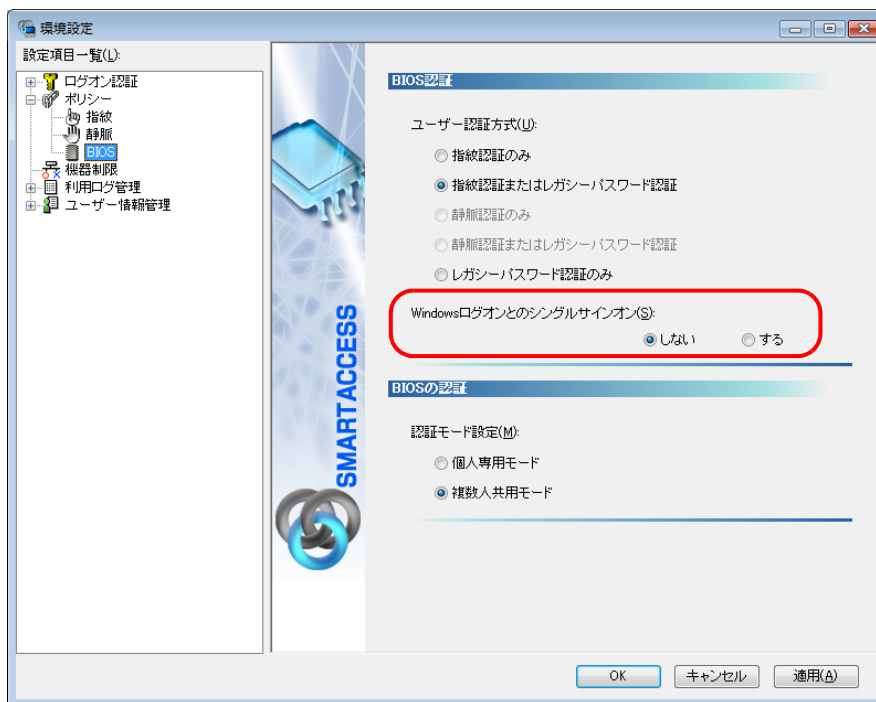 環境設定
設定項目一覧(L):
ログオン認証
ポリシー
指紋
静脈
BIOS
機器制限
利用ログ管理
ユーザー情報管理
SMARTACCESS
BIOS認証
ユーザー認証方式(U):
指紋認証のみ
指紋認証またはレガシーパスワード認証
静脈認証のみ
静脈認証またはレガシーパスワード認証
レガシーパスワード認証のみ
Windowsログオンとのシングルサインオン(S):
しない する
BIOSの認証
認証モード設定(M):
個人専用モード
複数人共用モード
OK キャンセル 適用(A)